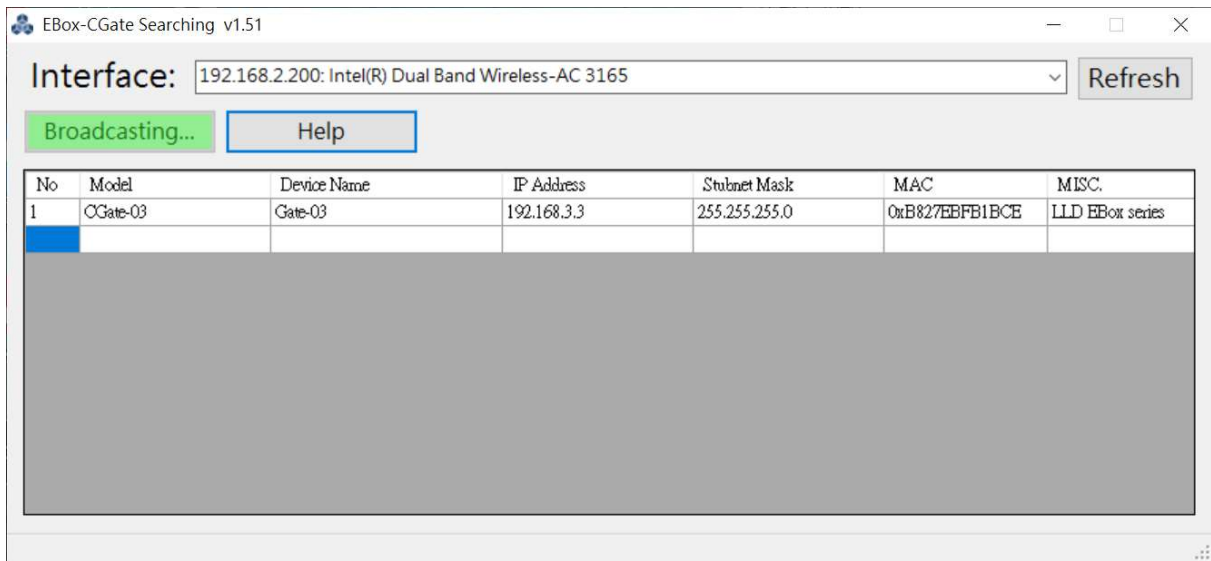 EBox-CGate Searching v1.51
Interface: 192.168.2.200: Intel(R) Dual Band Wireless-AC 3165 Refresh
Broadcasting... Help
No Model Device Name IP Address Stubnet Mask MAC MISC.
1 CGate-03 Gate-03 192.168.3.3 255.255.255.0 0xB827EBFB1BCE LLD EBox series